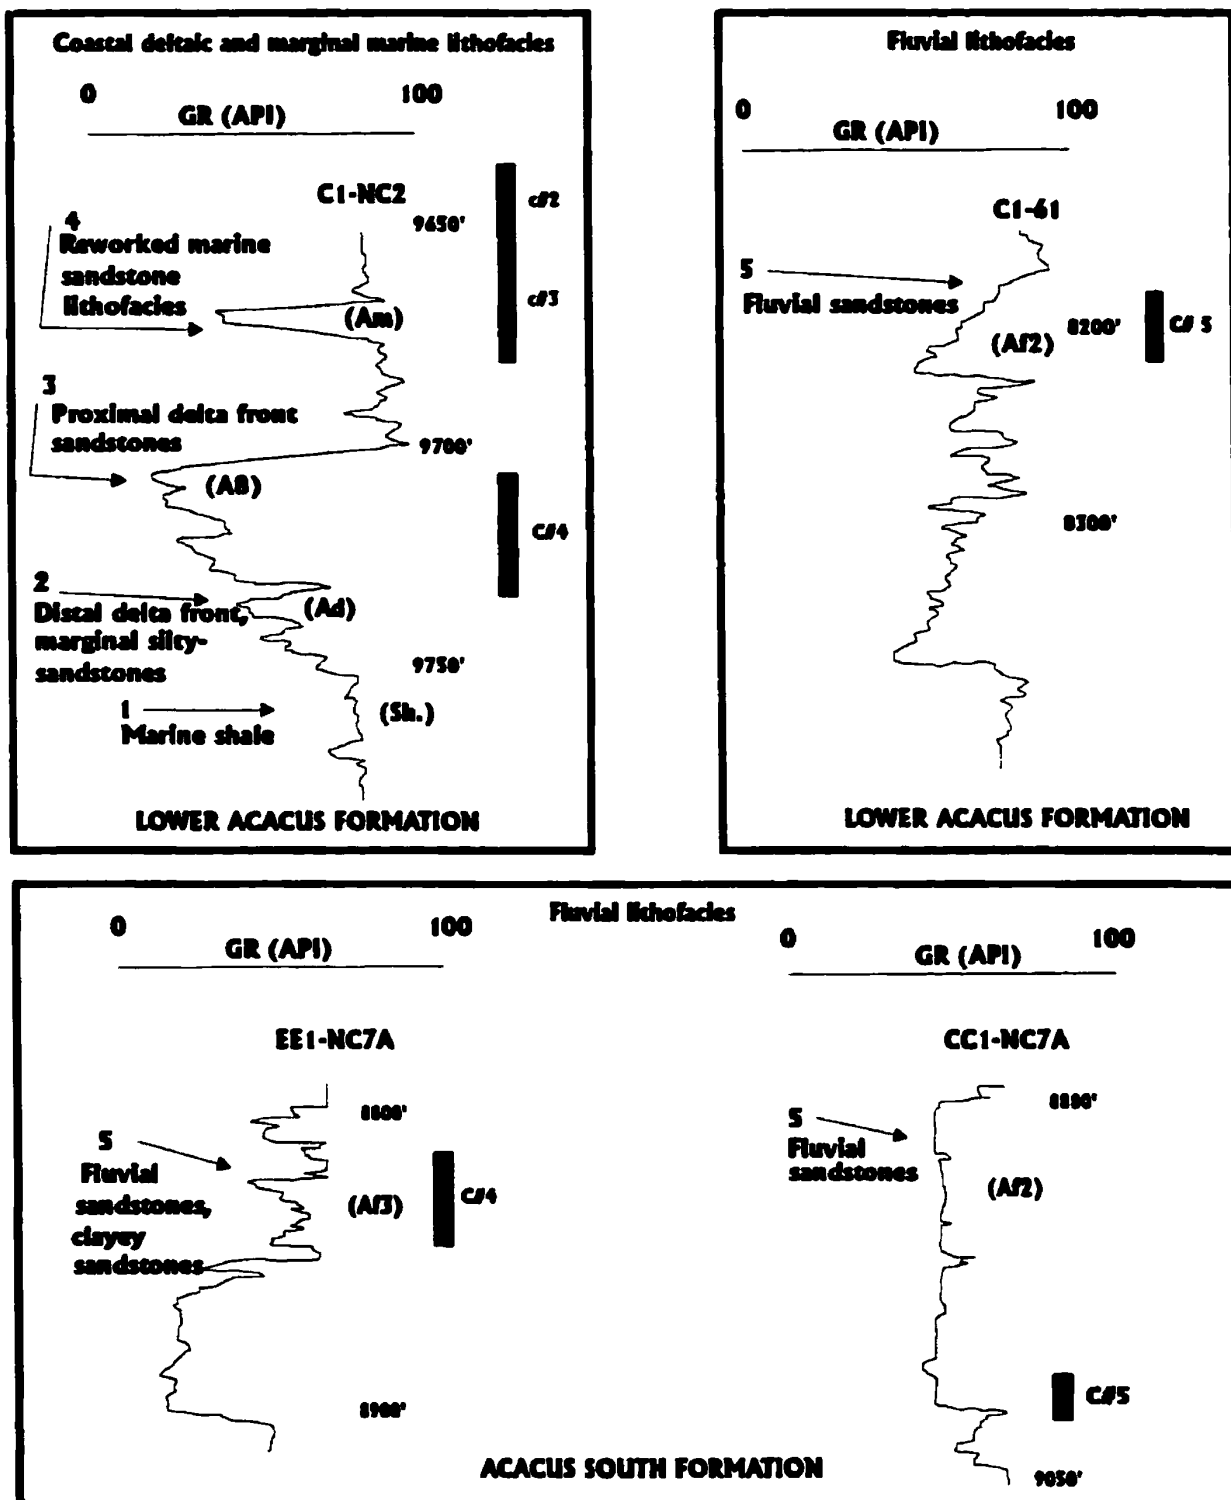 Coastal deltaic and marginal marine lithofacies
0 100
GR (API)
C1-NC2
9650'
c#2
4
Reworked marine
sandstone
lithofacies
c#3
(Am)
3
Proximal delta front
sandstones
9700'
(AB)
C#4
2
Distal delta front,
marginal silty-
sandstones
(Ad)
9750'
1
Marine shale
(Sh.)
LOWER ACACUS FORMATION
Fluvial lithofacies
0 100
GR (API)
C1-61
5
Fluvial sandstones
8200'
C# 5
(Af2)
8300'
LOWER ACACUS FORMATION
Fluvial lithofacies
0 100
GR (API)
EE1-NC7A
8800'
5
Fluvial
sandstones,
clayey
sandstones
(Af3)
C#4
8900'
0 100
GR (API)
CC1-NC7A
8880'
5
Fluvial
sandstones
(Af2)
C#5
9050'
ACACUS SOUTH FORMATION